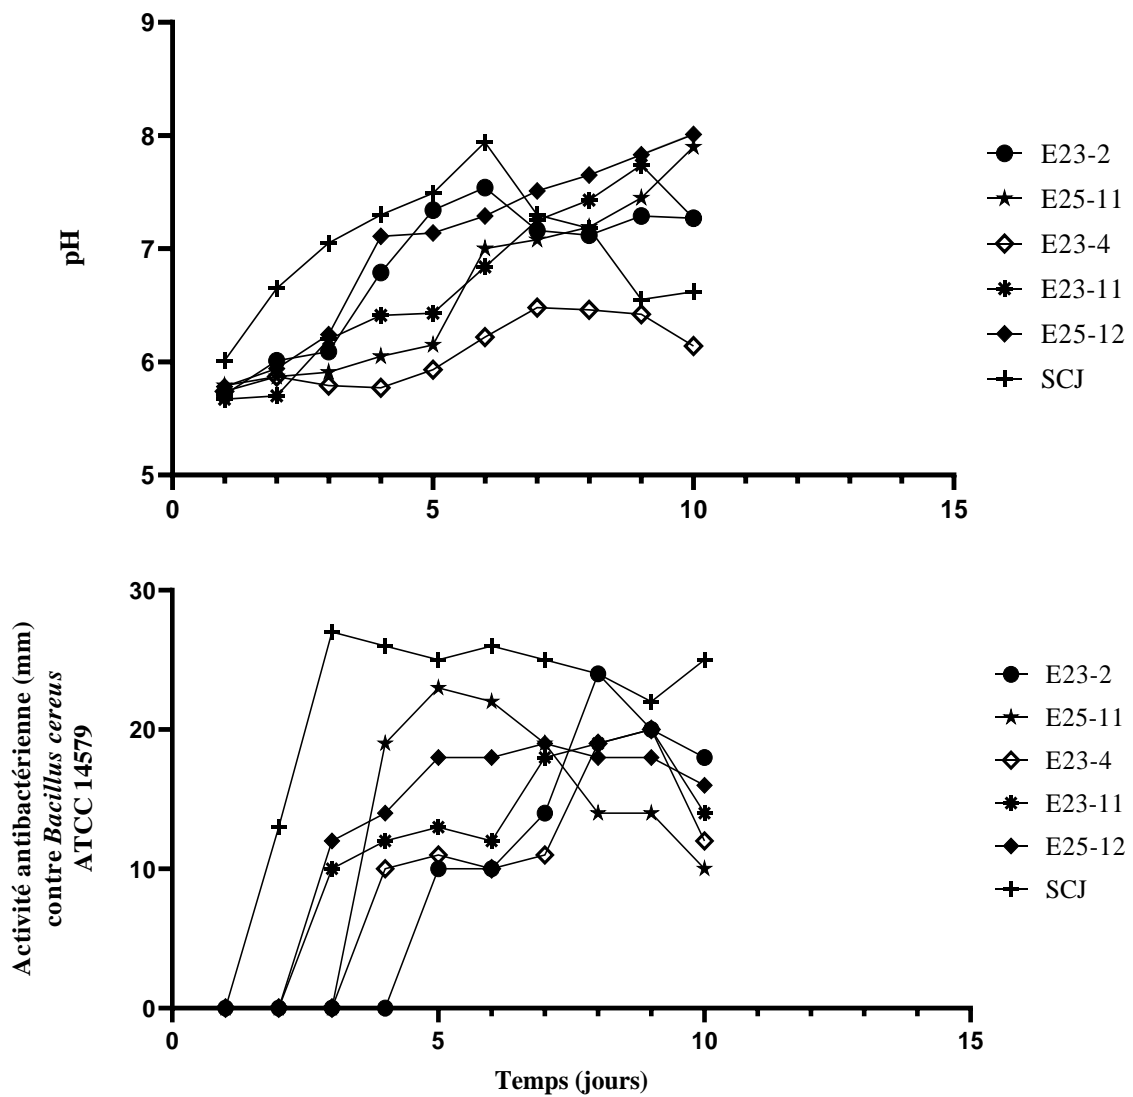 9
8
7
6
5
pH
0
5
10
15
E23-2
E25-11
E23-4
E23-11
E25-12
SCJ
30
20
10
0
Activité antibactérienne (mm)
contre Bacillus cereus
ATCC 14579
0
5
10
15
Temps (jours)
E23-2
E25-11
E23-4
E23-11
E25-12
SCJ